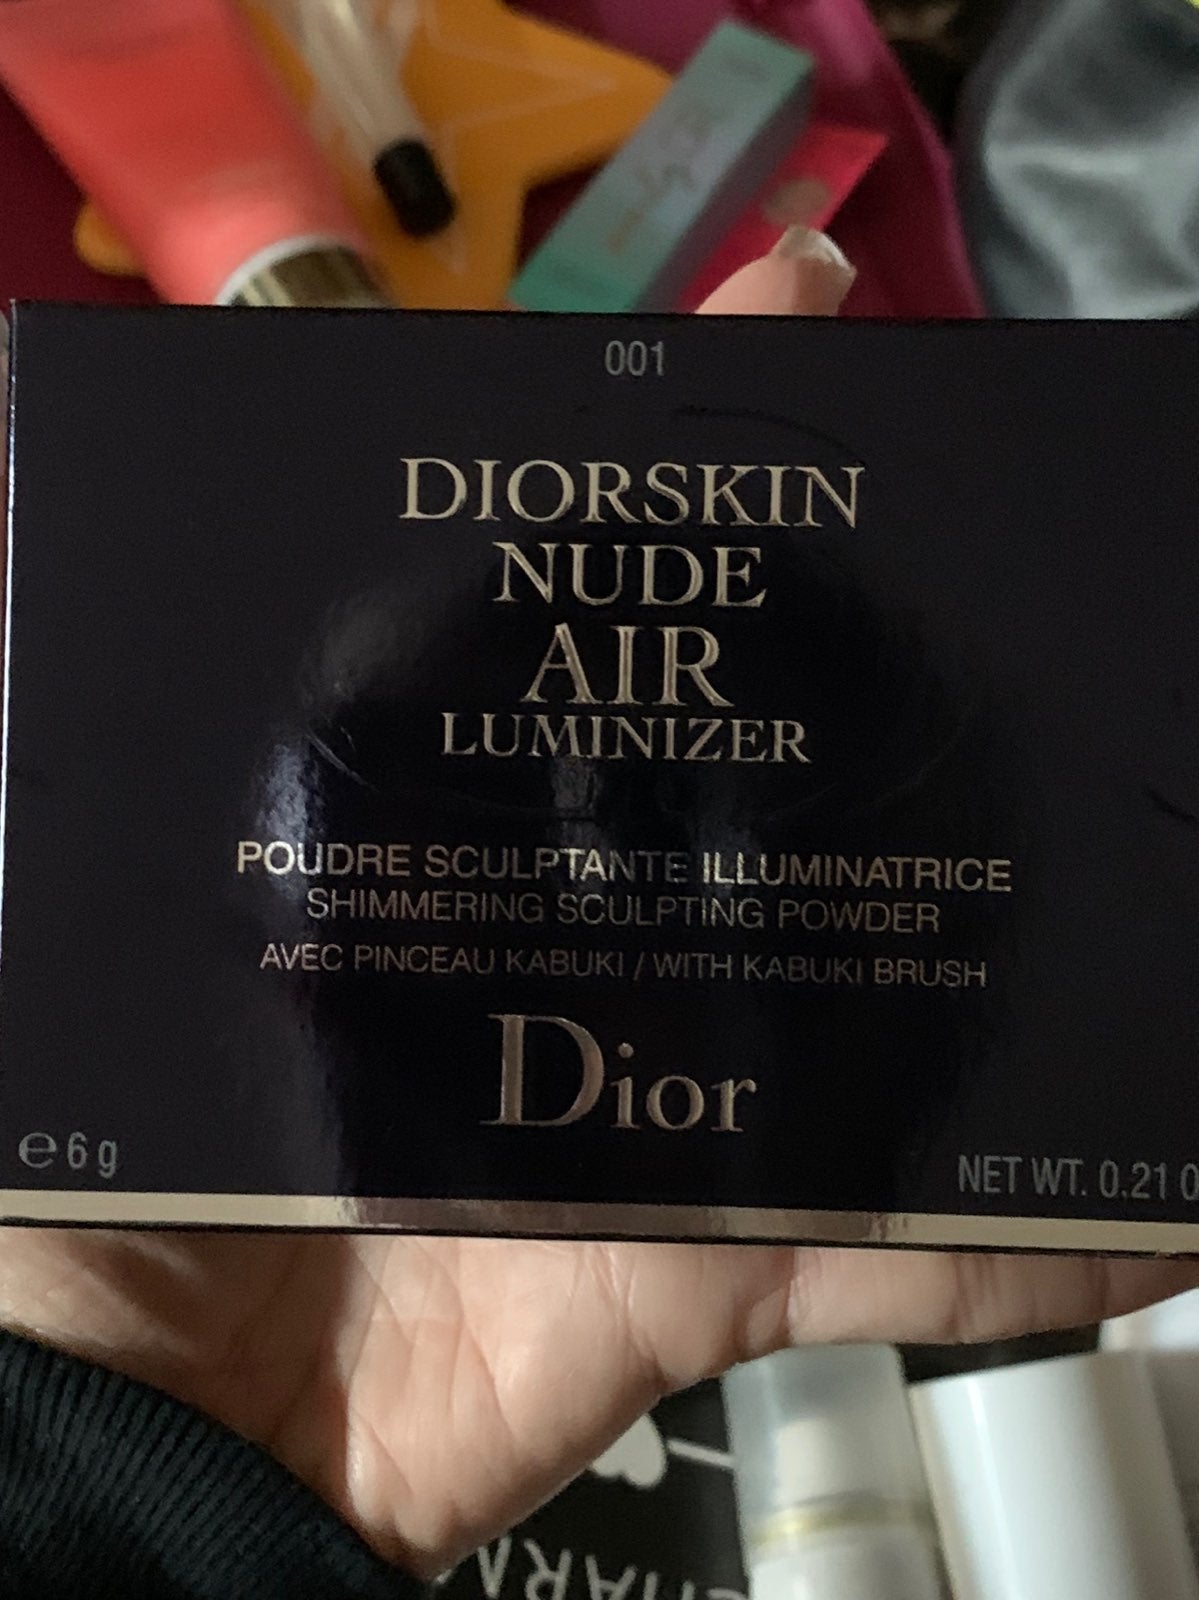 001
DIORSKIN
NUDE
AIR
LUMINIZER
POUDRE SCULPTANTE ILLUMINATRICE
SHIMMERING SCULPTING POWDER
AVEC PINCEAU KABUKI / WITH KABUKI BRUSH
Dior
℮ 6 g
NET WT. 0.21 O